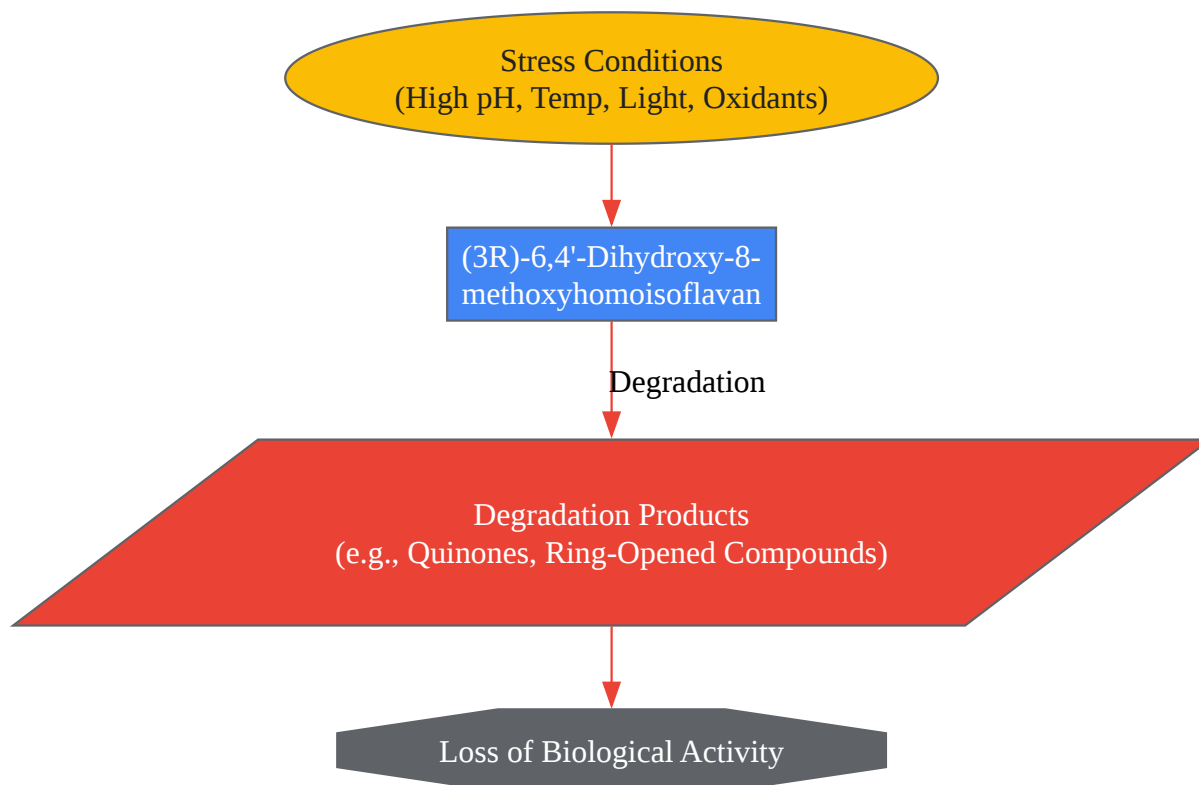 Stress Conditions
(High pH, Temp, Light, Oxidants)
(3R)-6,4'-Dihydroxy-8-
methoxyhomoisoflavan
Degradation
Degradation Products
(e.g., Quinones, Ring-Opened Compounds)
Loss of Biological Activity